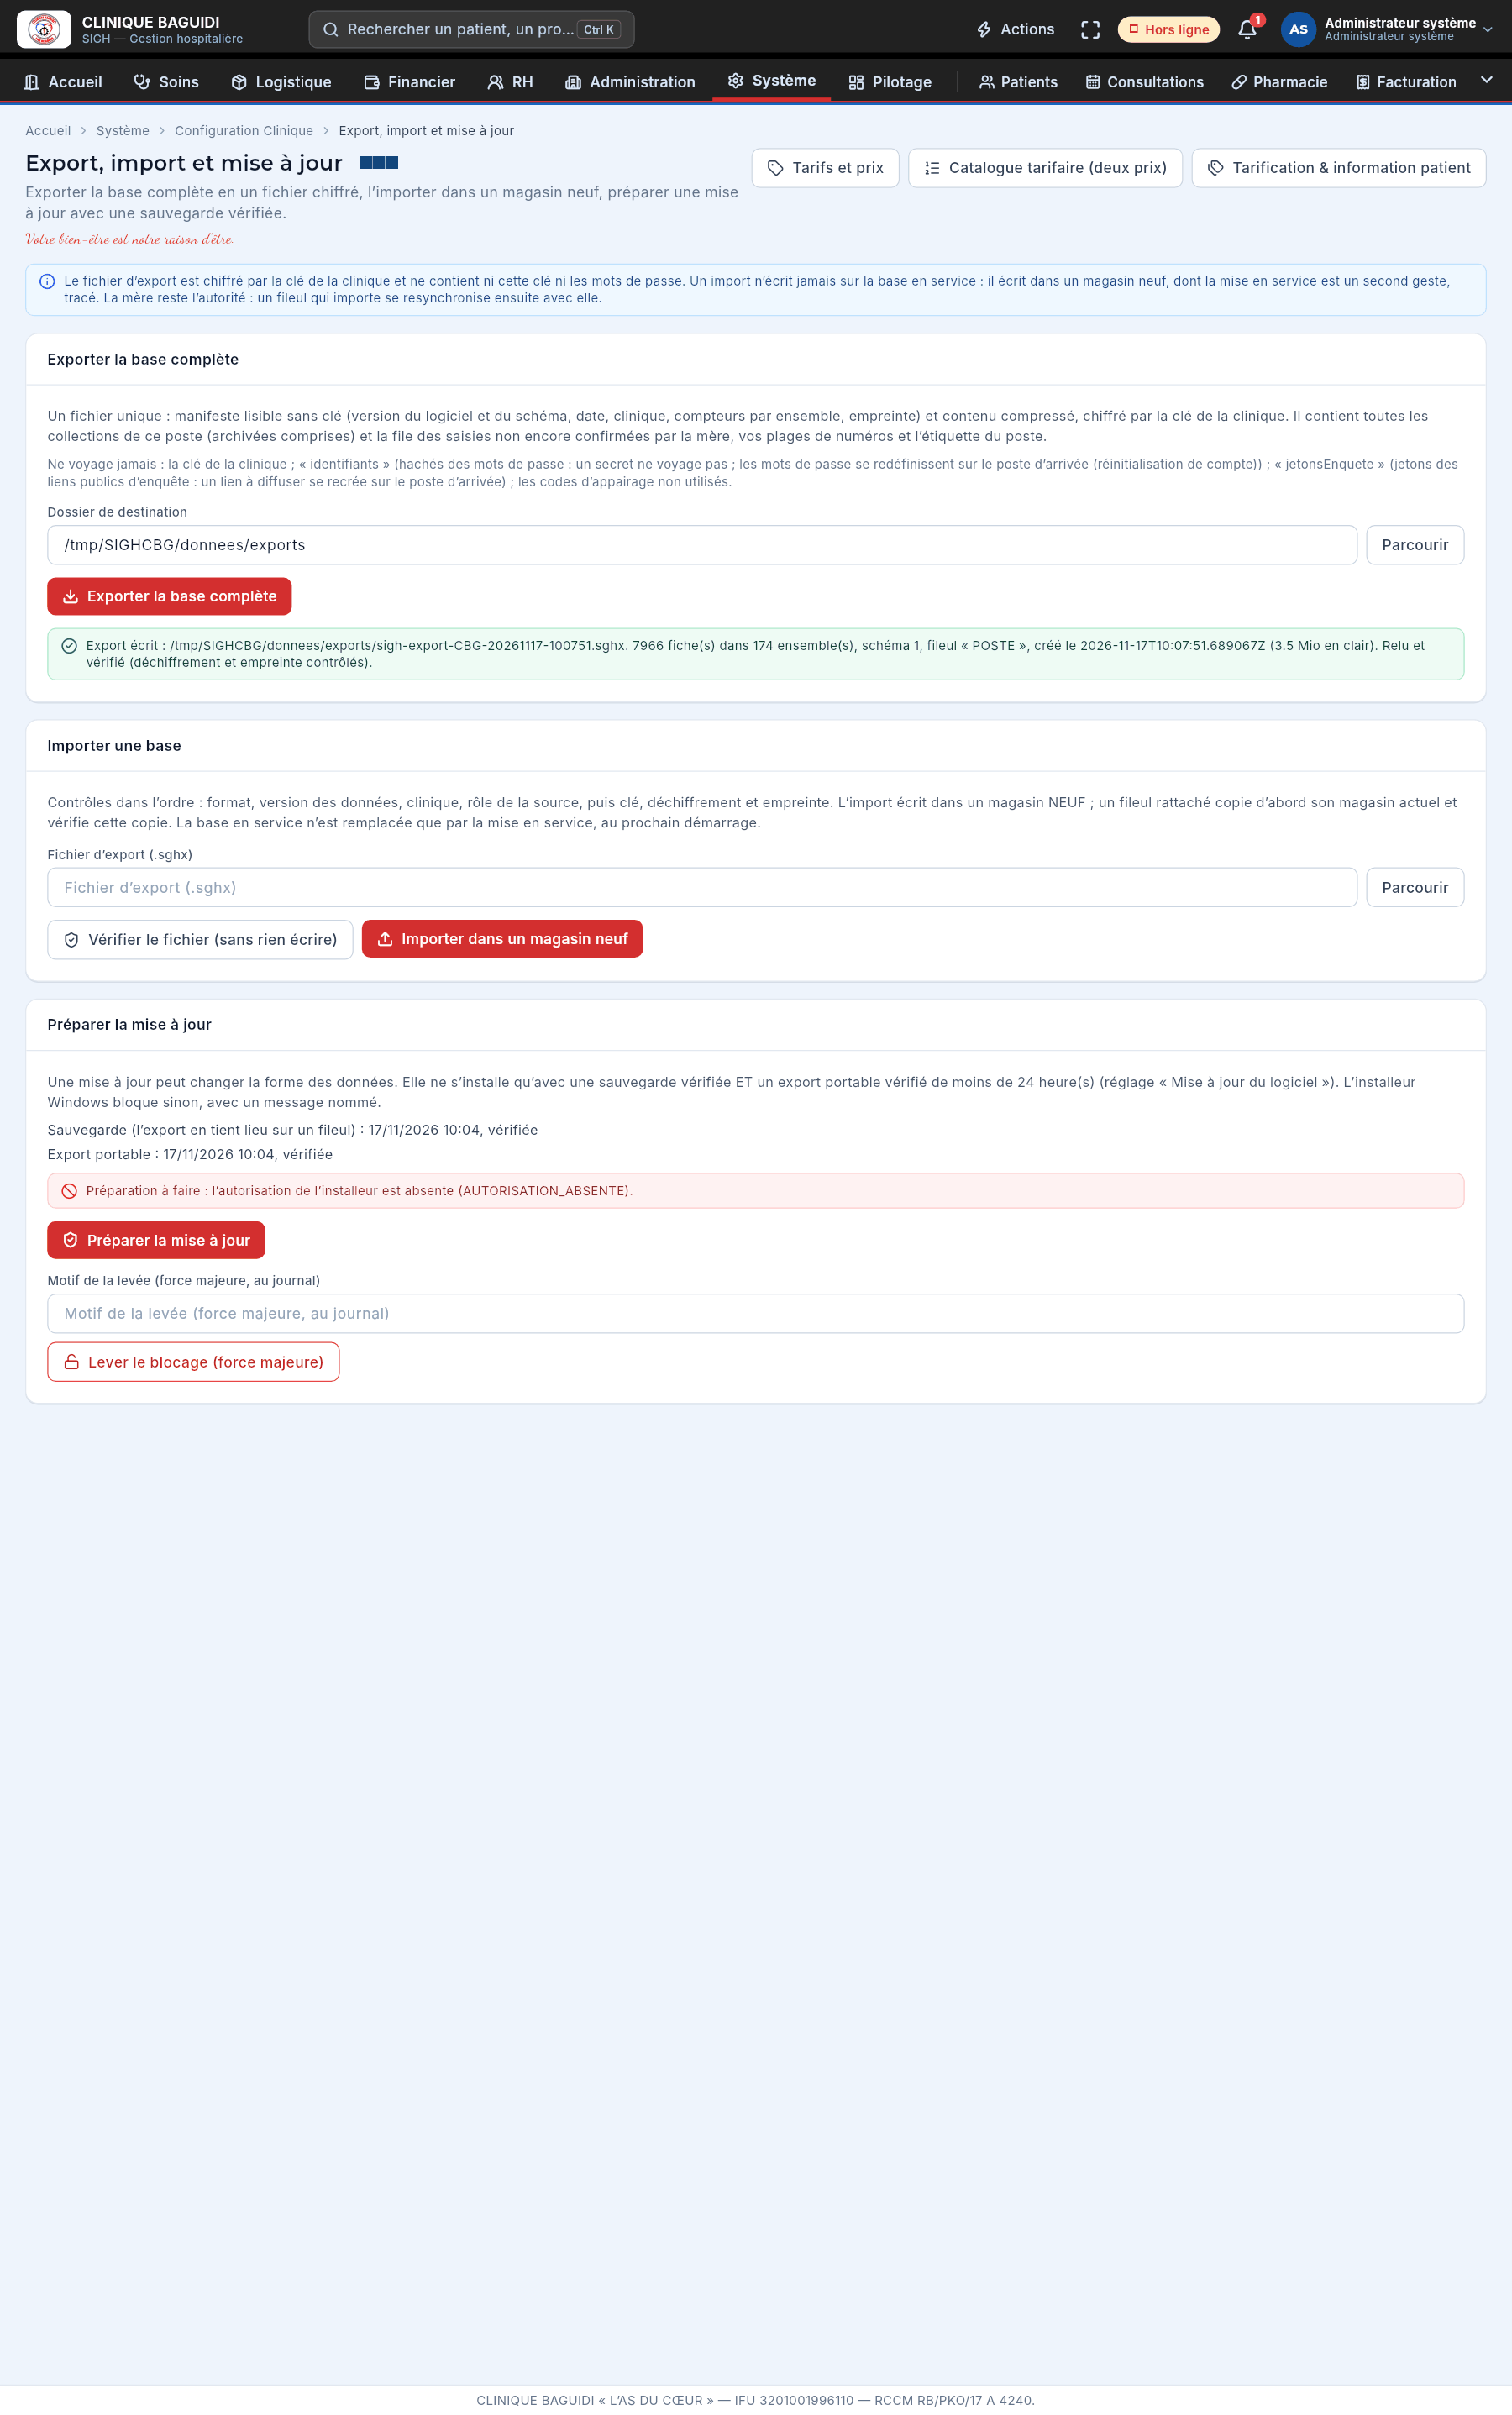 CLINIQUE BAGUIDI
SIGH — Gestion hospitalière
Rechercher un patient, un pro... Ctrl K
Actions
Hors ligne
1
AS
Administrateur système
Administrateur système
Accueil Soins Logistique Financier RH Administration Système Pilotage Patients Consultations Pharmacie Facturation
Accueil > Système > Configuration Clinique > Export, import et mise à jour
Export, import et mise à jour
Tarifs et prix
Catalogue tarifaire (deux prix)
Tarification & information patient
Exporter la base complète en un fichier chiffré, l’importer dans un magasin neuf, préparer une mise
à jour avec une sauvegarde vérifiée.
Votre bien-être est notre raison d'être.
Le fichier d’export est chiffré par la clé de la clinique et ne contient ni cette clé ni les mots de passe. Un import n’écrit jamais sur la base en service : il écrit dans un magasin neuf, dont la mise en service est un second geste,
tracé. La mère reste l’autorité : un fileul qui importe se resynchronise ensuite avec elle.
Exporter la base complète
Un fichier unique : manifeste lisible sans clé (version du logiciel et du schéma, date, clinique, compteurs par ensemble, empreinte) et contenu compressé, chiffré par la clé de la clinique. Il contient toutes les
collections de ce poste (archivées comprises) et la file des saisies non encore confirmées par la mère, vos plages de numéros et l’étiquette du poste.
Ne voyage jamais : la clé de la clinique ; « identifiants » (hachés des mots de passe : un secret ne voyage pas ; les mots de passe se redéfinissent sur le poste d’arrivée (réinitialisation de compte)) ; « jetonsEnquete » (jetons des
liens publics d’enquête : un lien à diffuser se recrée sur le poste d’arrivée) ; les codes d’appairage non utilisés.
Dossier de destination
/tmp/SIGHCBG/donnees/exports
Parcourir
Exporter la base complète
Export écrit : /tmp/SIGHCBG/donnees/exports/sigh-export-CBG-20261117-100751.sghx. 7966 fiche(s) dans 174 ensemble(s), schéma 1, fileul « POSTE », créé le 2026-11-17T10:07:51.689067Z (3.5 Mio en clair). Relu et
vérifié (déchiffrement et empreinte contrôlés).
Importer une base
Contrôles dans l’ordre : format, version des données, clinique, rôle de la source, puis clé, déchiffrement et empreinte. L’import écrit dans un magasin NEUF ; un fileul rattaché copie d’abord son magasin actuel et
vérifie cette copie. La base en service n’est remplacée que par la mise en service, au prochain démarrage.
Fichier d’export (.sghx)
Fichier d’export (.sghx)
Parcourir
Vérifier le fichier (sans rien écrire)
Importer dans un magasin neuf
Préparer la mise à jour
Une mise à jour peut changer la forme des données. Elle ne s’installe qu’avec une sauvegarde vérifiée ET un export portable vérifié de moins de 24 heure(s) (réglage « Mise à jour du logiciel »). L’installeur
Windows bloque sinon, avec un message nommé.
Sauvegarde (l’export en tient lieu sur un fileul) : 17/11/2026 10:04, vérifiée
Export portable : 17/11/2026 10:04, vérifiée
Préparation à faire : l’autorisation de l’installeur est absente (AUTORISATION_ABSENTE).
Préparer la mise à jour
Motif de la levée (force majeure, au journal)
Motif de la levée (force majeure, au journal)
Lever le blocage (force majeure)
CLINIQUE BAGUIDI « L’AS DU CŒUR » — IFU 3201001996110 — RCCM RB/PKO/17 A 4240.